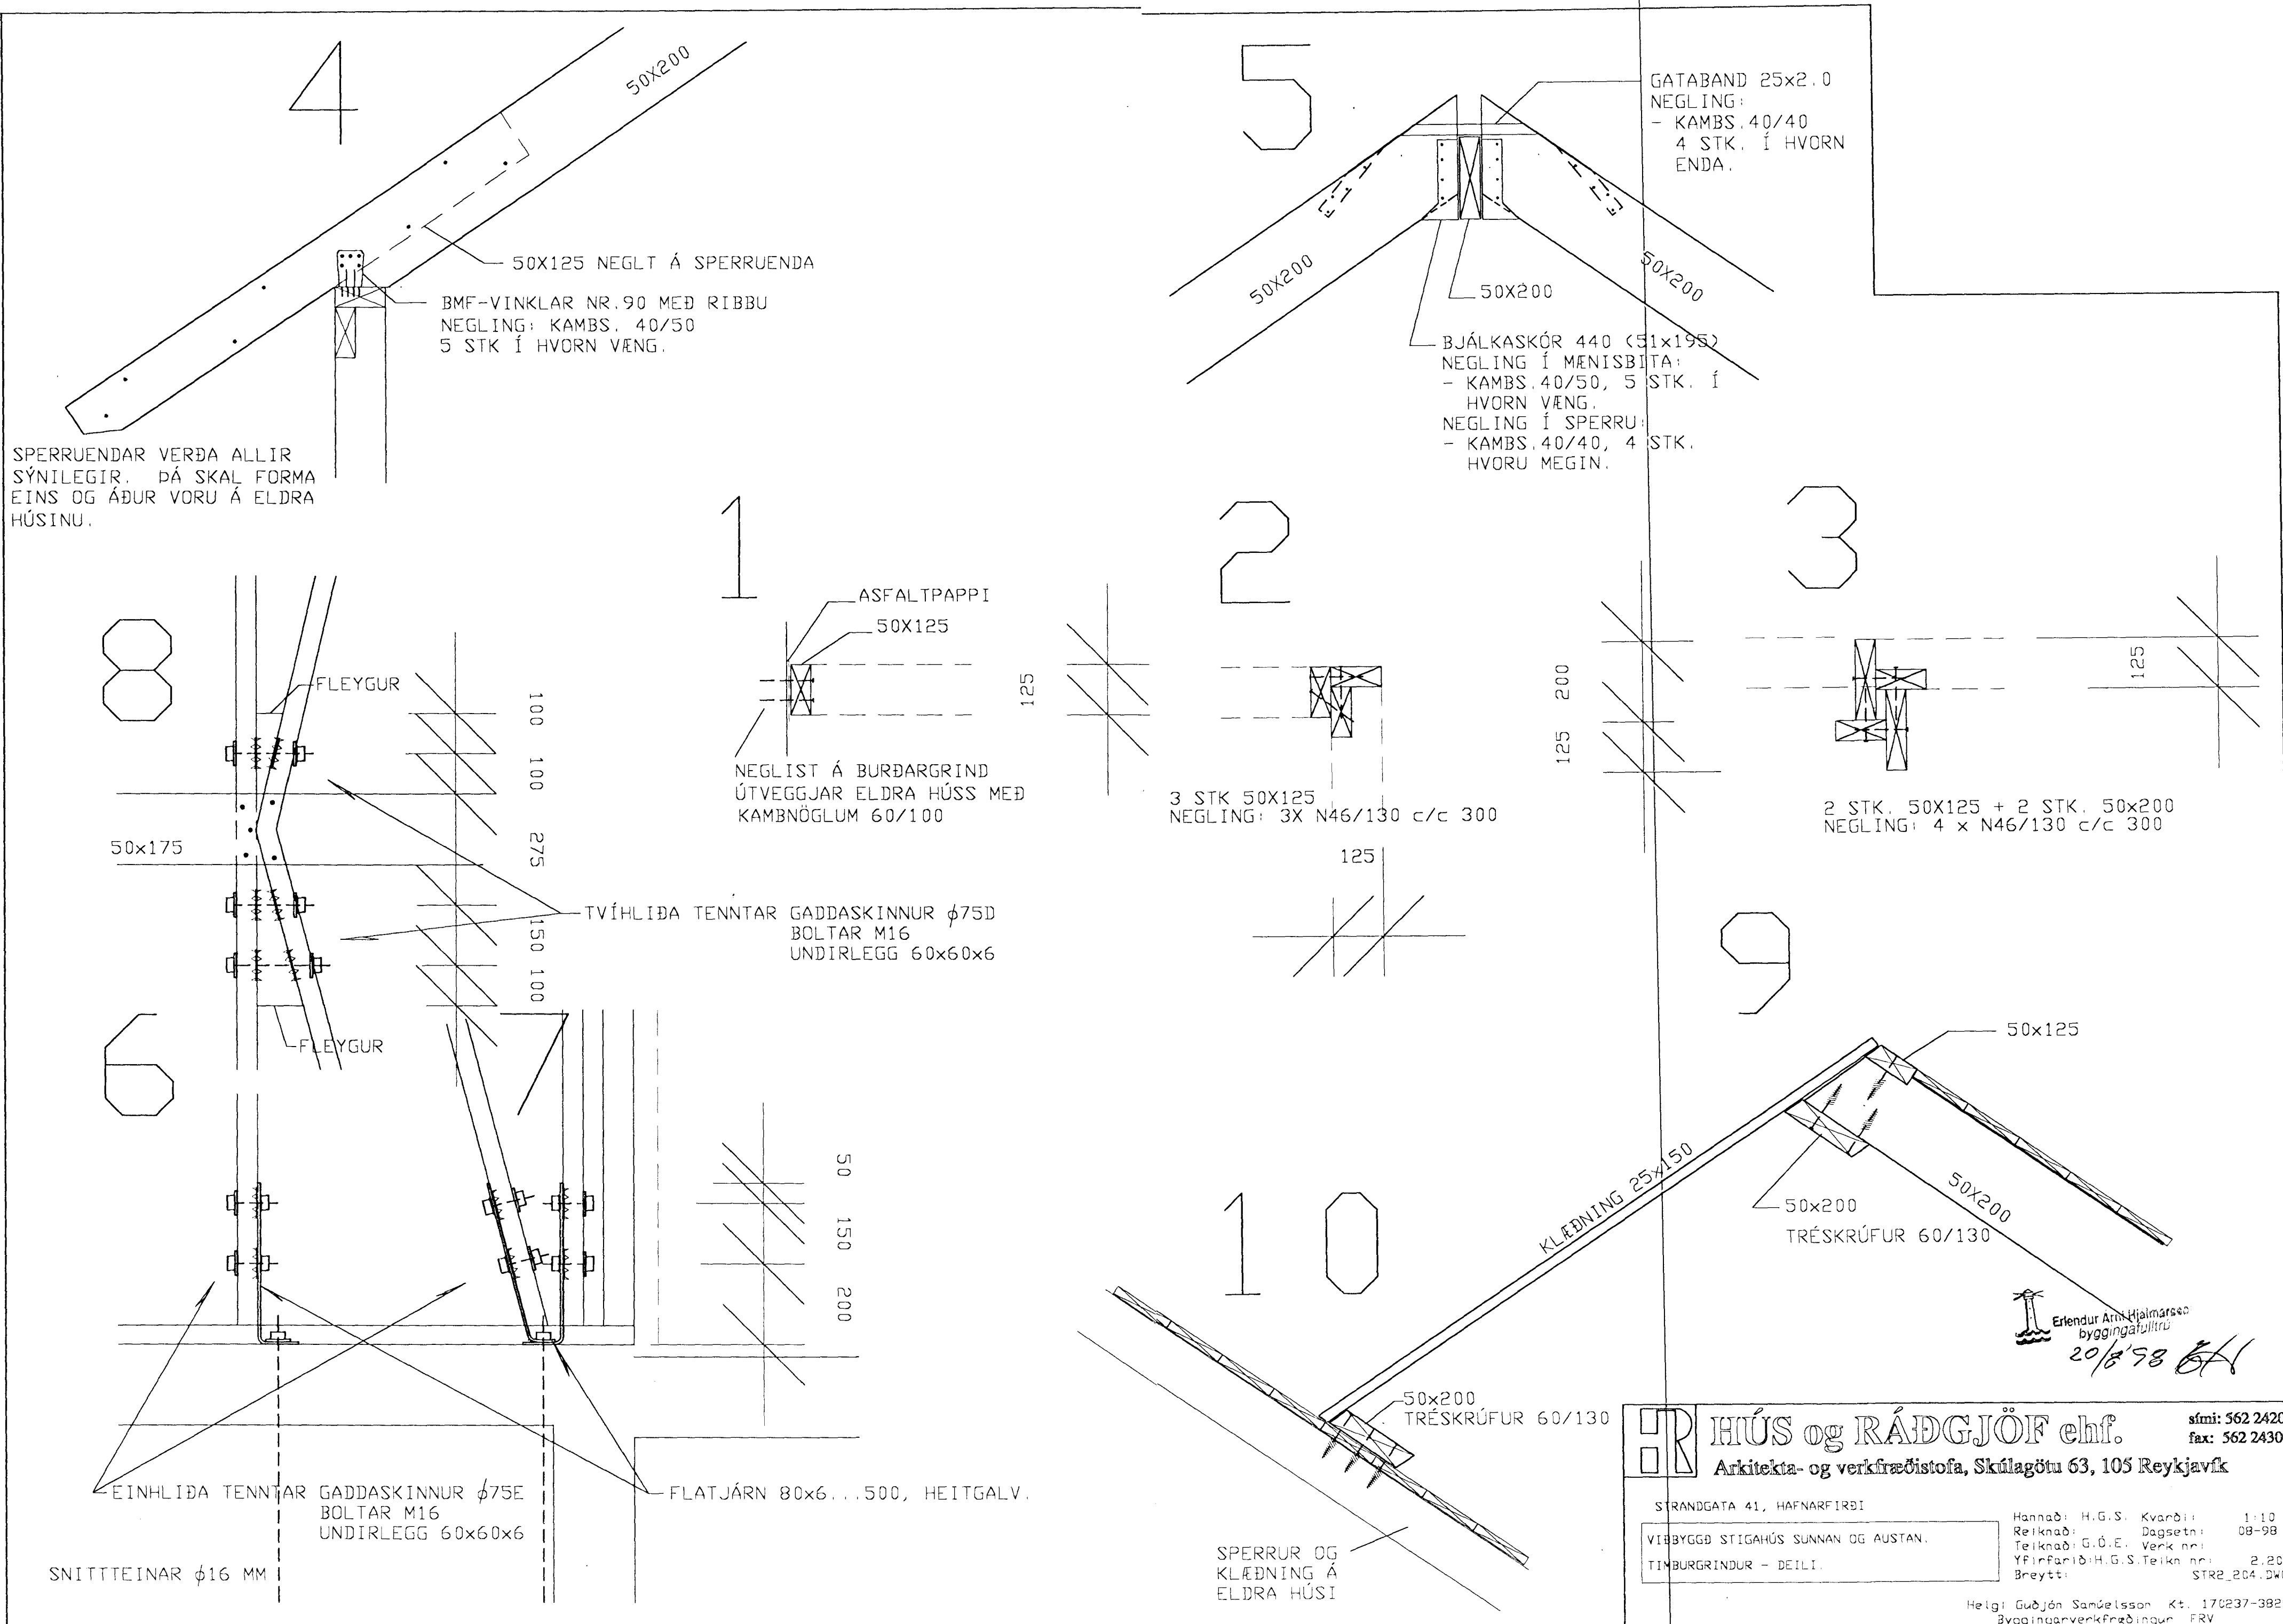 4
50X200
50X125 NEGLT Á SPERRUENDA
BMF-VINKLAR NR.90 MEÐ RIBBU
NEGLING: KAMBS. 40/50
5 STK Í HVORN VÆNG.
SPERRUENDAR VERÐA ALLIR
SÝNILEGIR. ÞÁ SKAL FORMA
EINS OG ÁÐUR VORU Á ELDRA
HÚSINU.
5
GATABAND 25x2.0
NEGLING:
- KAMBS.40/40
4 STK. Í HVORN
ENDA.
50X200
50X200
50X200
BJÁLKASKÓR 440 (51x195)
NEGLING Í MÆNISBITA:
- KAMBS.40/50, 5 STK. Í
HVORN VÆNG.
NEGLING Í SPERRU:
- KAMBS.40/40, 4 STK.
HVORU MEGIN.
1
ASFALTPAPPI
50X125
125
NEGLIST Á BURÐARGRIND
ÚTVEGGJAR ELDRA HÚSS MEÐ
KAMBNÖGLUM 60/100
2
3 STK 50X125
NEGLING: 3X N46/130 c/c 300
125
200
125
3
125
2 STK. 50X125 + 2 STK. 50x200
NEGLING: 4 x N46/130 c/c 300
8
FLEYGUR
100
100
275
150
100
50x175
TVÍHLIÐA TENNTAR GADDASKINNUR ϕ75D
BOLTAR M16
UNDIRLEGG 60x60x6
FLEYGUR
6
7
50
150
200
EINHLIÐA TENNTAR GADDASKINNUR ϕ75E
BOLTAR M16
UNDIRLEGG 60x60x6
FLATJÁRN 80x6...500, HEITGALV.
SNITTTEINAR ϕ16 MM
9
50x125
50x200
TRÉSKRÚFUR 60/130
50X200
KLÆÐNING 25x150
10
50x200
TRÉSKRÚFUR 60/130
SPERRUR OG
KLÆÐNING Á
ELDRA HÚSI
Erlendur Árni Hjálmarsso
byggingafulltrú
20/8'98
HR
HÚS og RÁÐGJÖF ehf.
sími: 562 2420
fax: 562 2430
Arkitekta- og verkfræðistofa, Skúlagötu 63, 105 Reykjavík
STRANDGATA 41, HAFNARFIRÐI
VIÐBYGGÐ STIGAHÚS SUNNAN OG AUSTAN.
TIMBURGRINDUR - DEILI.
Hannað: H.G.S. Kvarði: 1:10
Reiknað: Dagsetn: 08-98
Teiknað: G.Ó.E. Verk nr:
Yfirfarið: H.G.S. Teikn nr: 2.20
Breytt: STR2_204.DW
Helgi Guðjón Samúelsson Kt. 170237-382
Byggingarverkfræðingur FRV